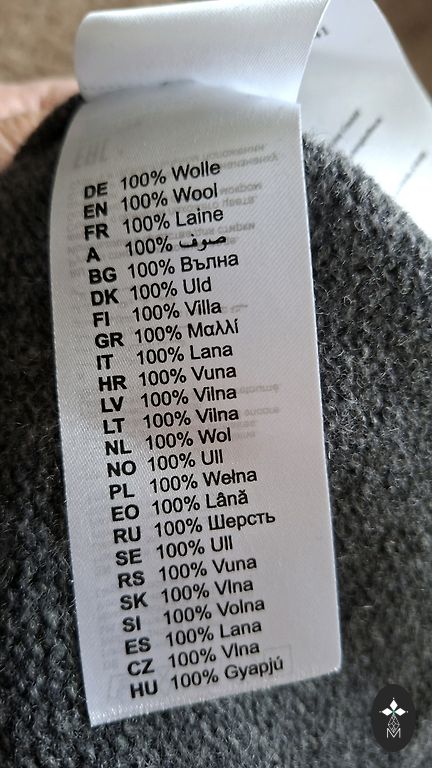 DE 100% Wolle
EN 100% Wool
FR 100% Laine
A 100% صوف
BG 100% Вълна
DK 100% Uld
FI 100% Villa
GR 100% Μαλλί
IT 100% Lana
HR 100% Vuna
LV 100% Vilna
LT 100% Vilna
NL 100% Wol
NO 100% Ull
PL 100% Wełna
EO 100% Lână
RU 100% Шерсть
SE 100% Ull
RS 100% Vuna
SK 100% Vlna
SI 100% Volna
ES 100% Lana
CZ 100% Vlna
HU 100% Gyapjú
M